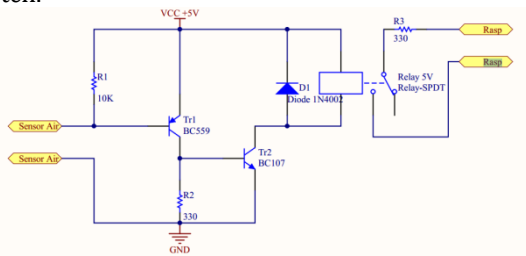 VCC +5V
R3
330
Rasp
Rasp
R1
10K
D1
Diode 1N4002
Relay 5V
Relay-SPDT
Sensor Air
Tr1
BC559
Sensor Air
Tr2
BC107
R2
330
GND